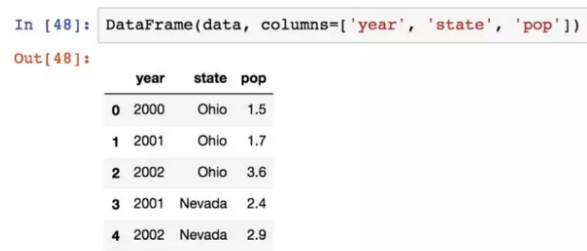 In [48]: DataFrame(data, columns=['year', 'state', 'pop'])
Out[48]:
year state pop
0 2000 Ohio 1.5
1 2001 Ohio 1.7
2 2002 Ohio 3.6
3 2001 Nevada 2.4
4 2002 Nevada 2.9